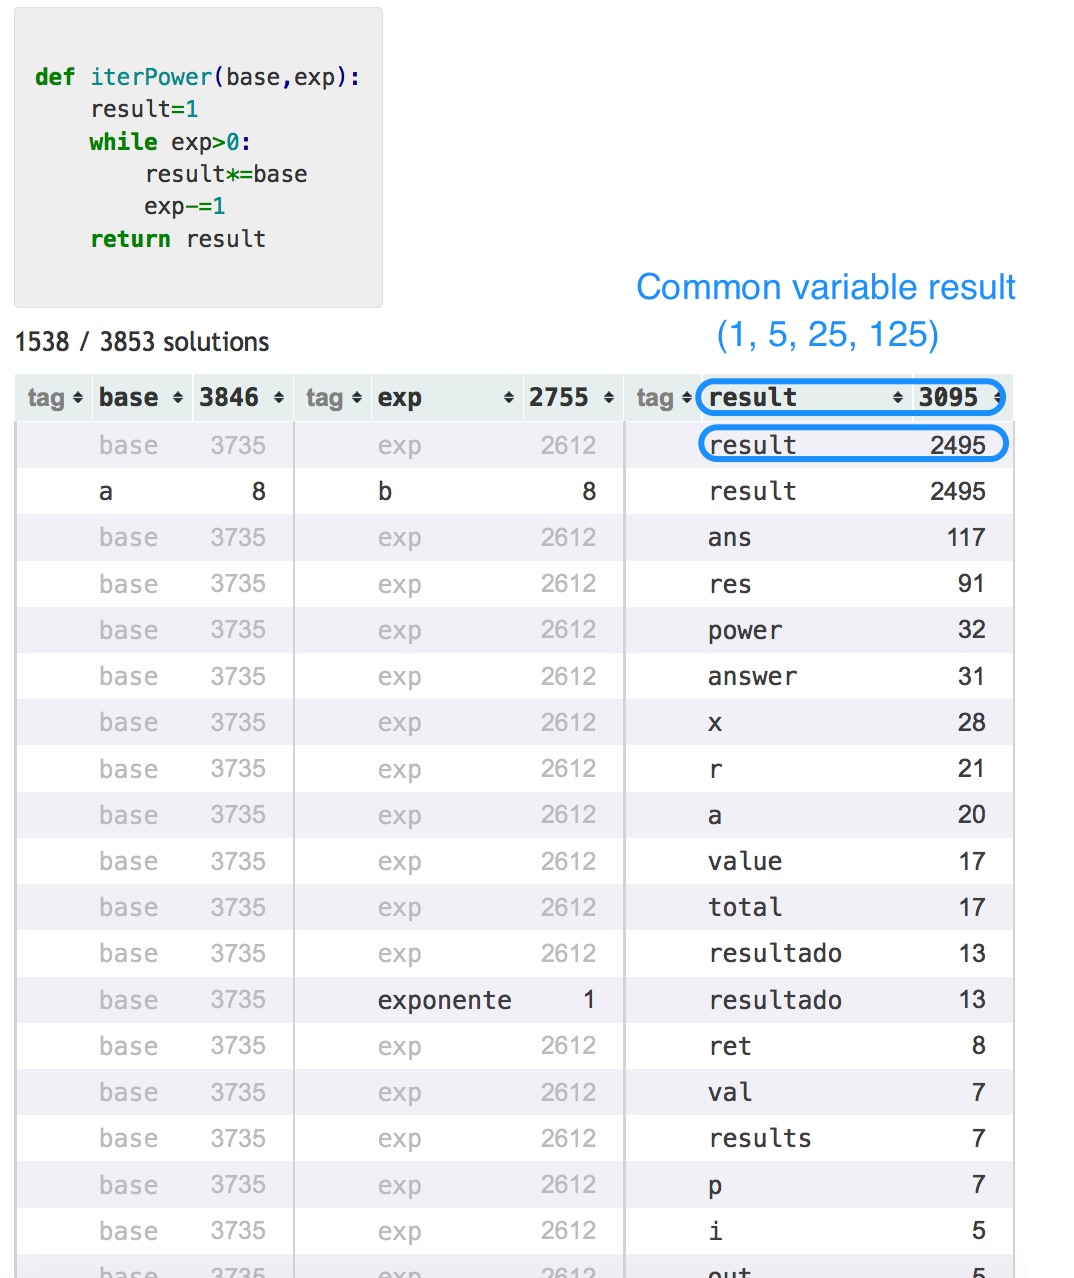 def iterPower(base,exp):
    result=1
    while exp>0:
        result*=base
        exp-=1
    return result
Common variable result
(1, 5, 25, 125)
1538 / 3853 solutions
tag base 3846 tag exp 2755 tag result 3095
base 3735 exp 2612 result 2495
a 8 b 8 result 2495
base 3735 exp 2612 ans 117
base 3735 exp 2612 res 91
base 3735 exp 2612 power 32
base 3735 exp 2612 answer 31
base 3735 exp 2612 x 28
base 3735 exp 2612 r 21
base 3735 exp 2612 a 20
base 3735 exp 2612 value 17
base 3735 exp 2612 total 17
base 3735 exp 2612 resultado 13
base 3735 exponente 1 resultado 13
base 3735 exp 2612 ret 8
base 3735 exp 2612 val 7
base 3735 exp 2612 results 7
base 3735 exp 2612 p 7
base 3735 exp 2612 i 5
base 3735 exp 2612 out 5